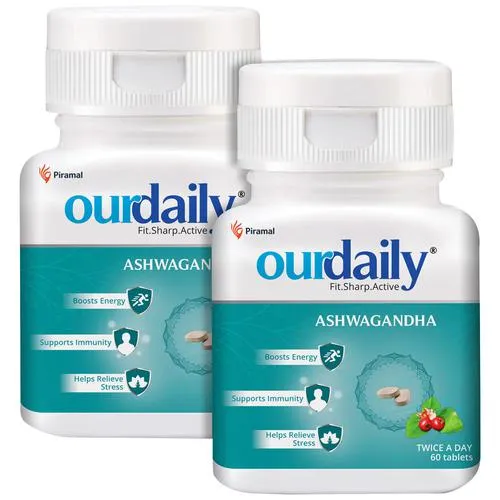 Piramal
ourdaily®
Fit.Sharp.Active
ASHWAGAN
Boosts Energy
Supports Immunity
Helps Relieve
Stress
Piramal
ourdaily®
Fit.Sharp.Active
ASHWAGANDHA
Boosts Energy
Supports Immunity
Helps Relieve
Stress
TWICE A DAY
60 tablets